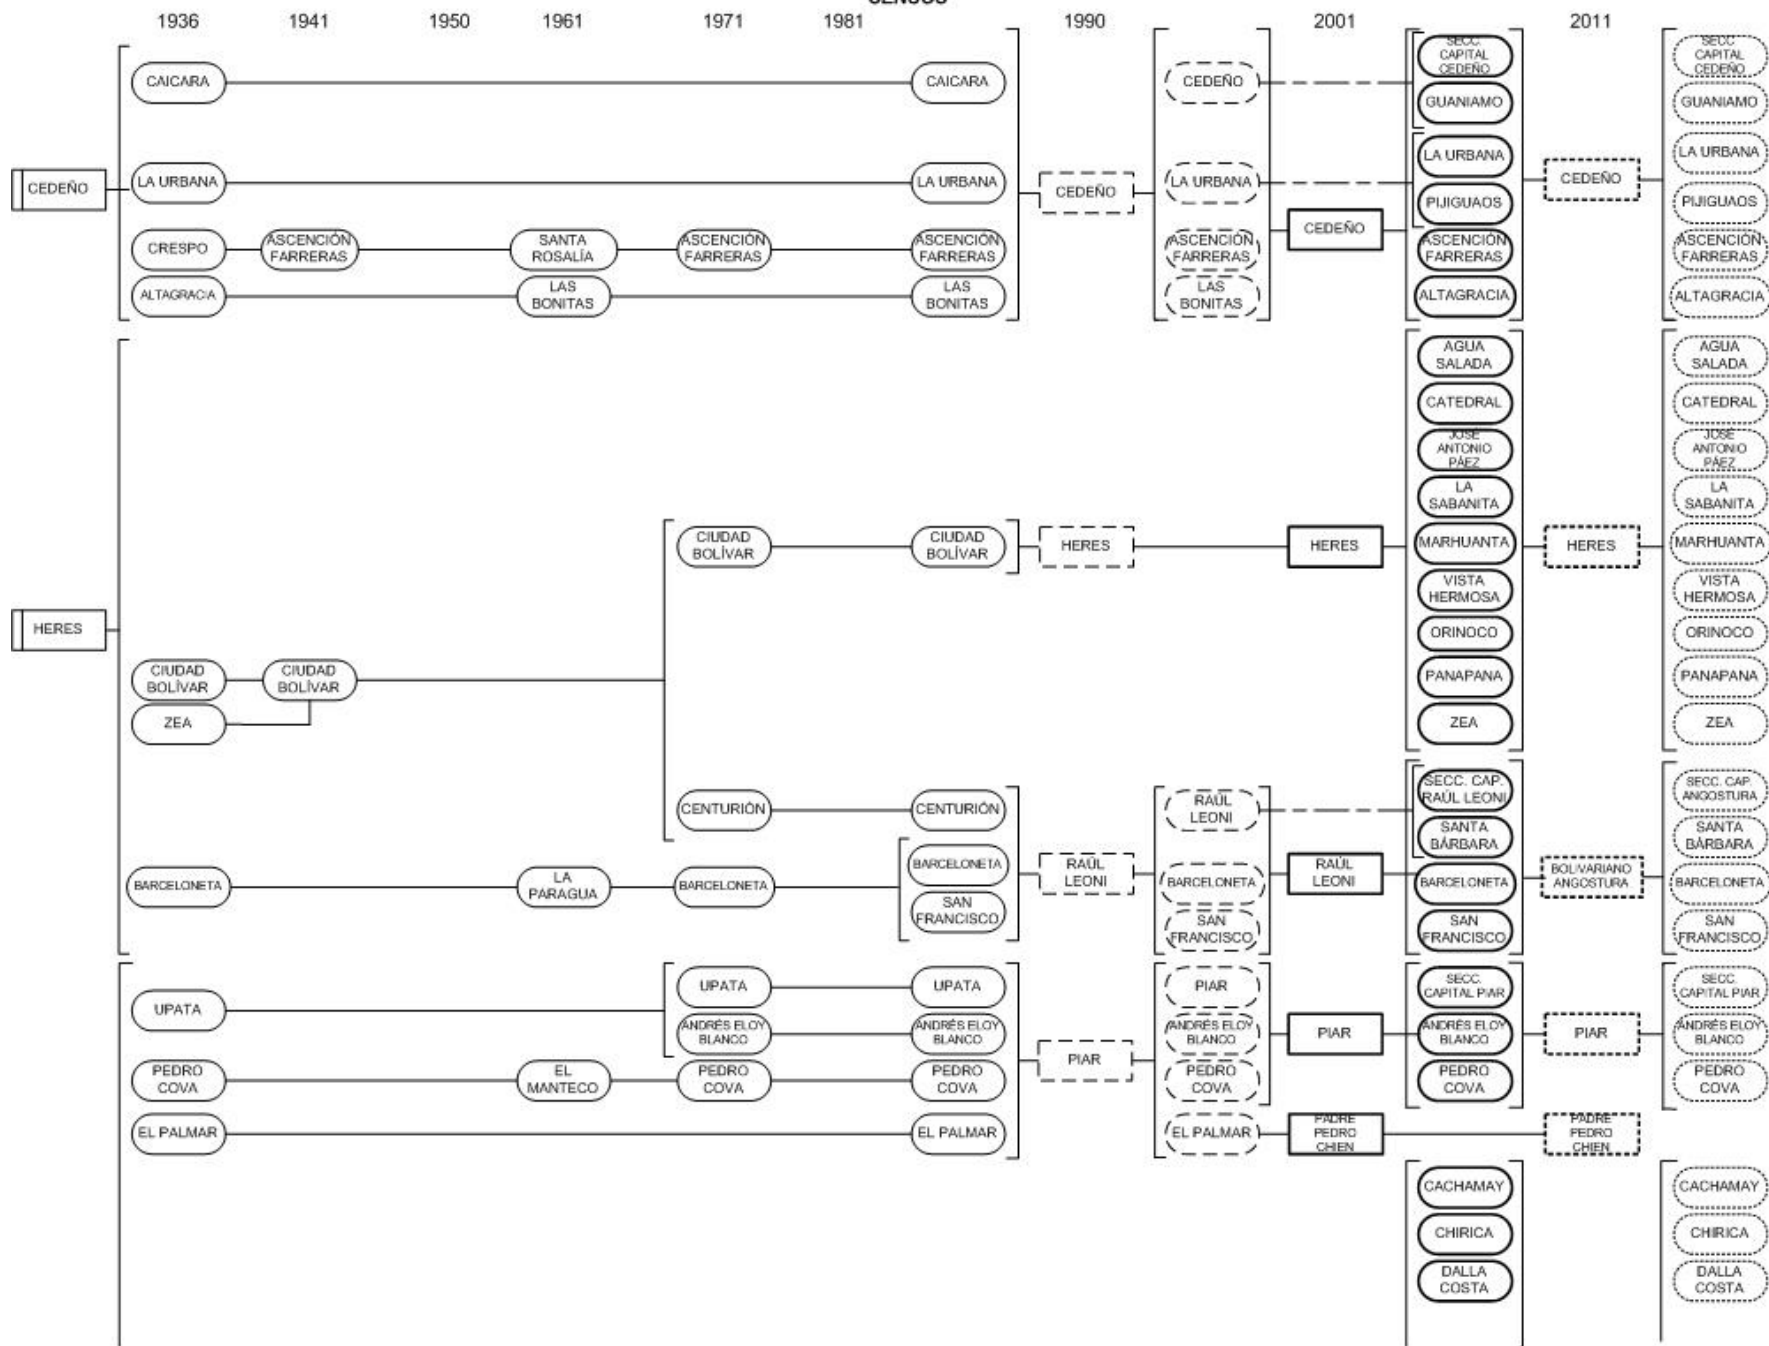 CENSOS
1936 1941 1950 1961 1971 1981 1990 2001 2011
SECC.
CAPITAL
CEDEÑO
SECC
CAPITAL
CEDEÑO
CAICARA CAICARA CEDEÑO
GUANIAMO GUANIAMO
LA URBANA LA URBANA
CEDEÑO LA URBANA LA URBANA CEDEÑO LA URBANA CEDEÑO
PIJIGUAOS PIJIGUAOS
CEDEÑO
CRESPO
ASCENCIÓN
FARRERAS
SANTA
ROSALÍA
ASCENCIÓN
FARRERAS
ASCENCIÓN
FARRERAS
ASCENCIÓN
FARRERAS
ASCENCIÓN
FARRERAS
ASCENCIÓN
FARRERAS
ALTAGRACIA
LAS
BONITAS
LAS
BONITAS
LAS
BONITAS
ALTAGRACIA ALTAGRACIA
AGUA
SALADA
AGUA
SALADA
CATEDRAL CATEDRAL
JOSÉ
ANTONIO
PÁEZ
JOSÉ
ANTONIO
PÁEZ
LA
SABANITA
LA
SABANITA
CIUDAD
BOLÍVAR
CIUDAD
BOLÍVAR
HERES HERES MARHUANTA HERES MARHUANTA
VISTA
HERMOSA
VISTA
HERMOSA
HERES
ORINOCO ORINOCO
CIUDAD
BOLÍVAR
CIUDAD
BOLÍVAR
PANAPANA PANAPANA
ZEA ZEA ZEA
CENTURIÓN CENTURIÓN
RAÚL
LEONI
SECC. CAP.
RAÚL LEONI
SECC. CAP.
ANGOSTURA
SANTA
BÁRBARA
SANTA
BÁRBARA
BARCELONETA
LA
PARAGUA
BARCELONETA BARCELONETA
RAÚL
LEONI
BARCELONETA
RAÚL
LEONI
BARCELONETA
BOLIVARIANO
ANGOSTURA
BARCELONETA
SAN
FRANCISCO
SAN
FRANCISCO
SAN
FRANCISCO
SAN
FRANCISCO
UPATA
UPATA UPATA PIAR
SECC.
CAPITAL PIAR
SECC.
CAPITAL PIAR
ANDRÉS ELOY
BLANCO
ANDRÉS ELOY
BLANCO
ANDRÉS ELOY
BLANCO
PIAR
ANDRÉS ELOY
BLANCO
PIAR
ANDRÉS ELOY
BLANCO
PIAR
PEDRO
COVA
EL
MANTECO
PEDRO
COVA
PEDRO
COVA
PEDRO
COVA
PEDRO
COVA
PEDRO
COVA
EL PALMAR EL PALMAR EL PALMAR
PADRE
PEDRO
CHIEN
PADRE
PEDRO
CHIEN
CACHAMAY CACHAMAY
CHIRICA CHIRICA
DALLA
COSTA
DALLA
COSTA